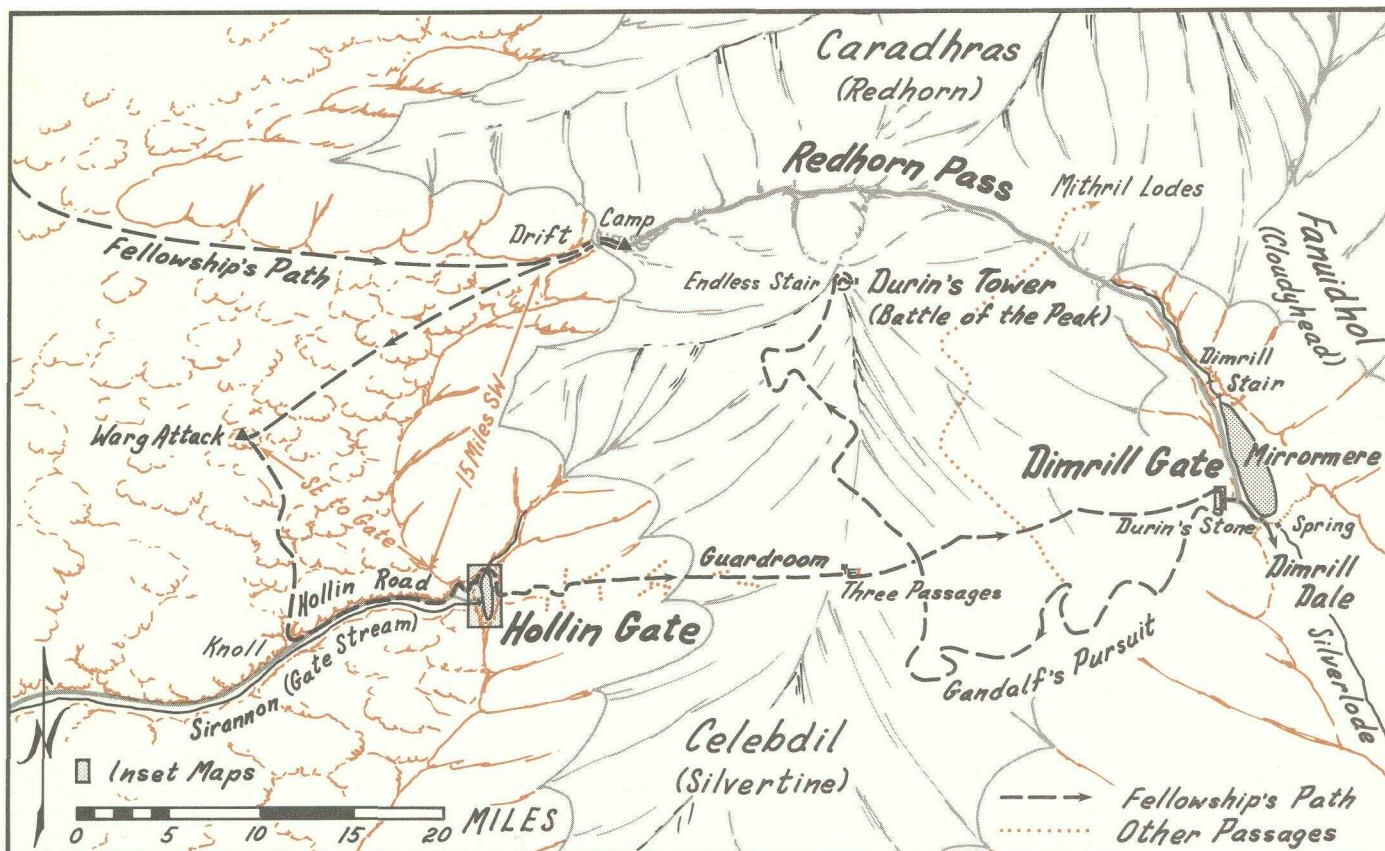 Caradhras
(Redhorn)
Redhorn Pass
Mithril Lodes
Fanuidhol
(Cloudyhead)
Camp
Drift
Fellowship's Path
Endless Stair
Durin's Tower
(Battle of the Peak)
Dimrill
Stair
15 Miles SW
Warg Attack
St. to Gate
Mirrormere
Dimrill Gate
Durin's Stone
Spring
Guardroom
Three Passages
Dimrill
Dale
Hollin Road
Hollin Gate
Knoll
Sirannon (Gate Stream)
Gandalf's Pursuit
Silverlode
Celebdil
(Silvertine)
N
Inset Maps
0 5 10 15 20 MILES
Fellowship's Path
Other Passages